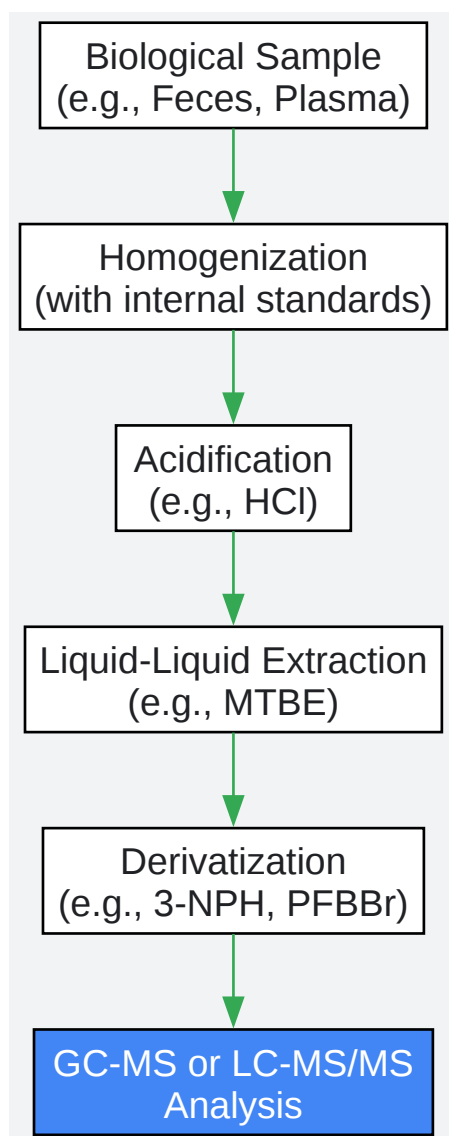 Biological Sample
(e.g., Feces, Plasma)
Homogenization
(with internal standards)
Acidification
(e.g., HCl)
Liquid-Liquid Extraction
(e.g., MTBE)
Derivatization
(e.g., 3-NPH, PFBBr)
GC-MS or LC-MS/MS
Analysis